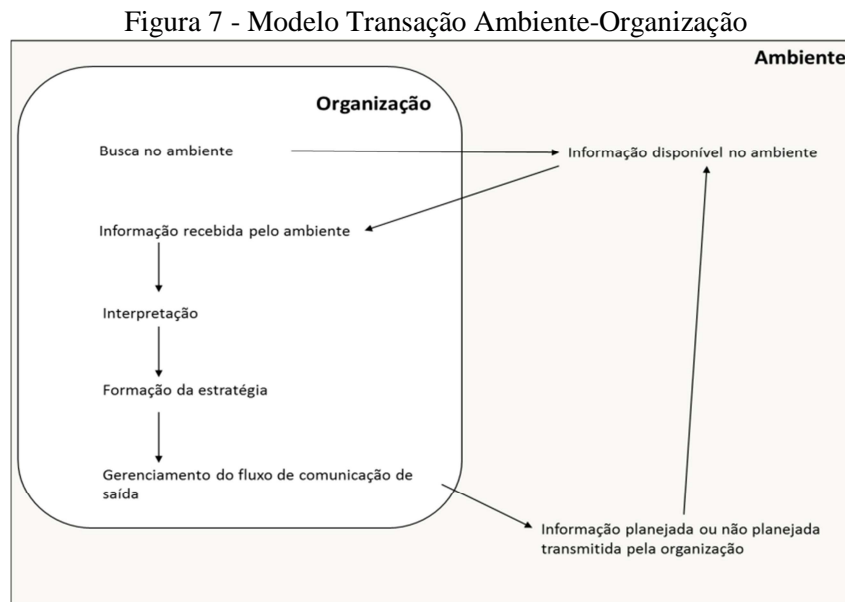 Figura 7 - Modelo Transação Ambiente-Organização
Ambiente
Organização
Busca no ambiente
Informação disponível no ambiente
Informação recebida pelo ambiente
Interpretação
Formação da estratégia
Gerenciamento do fluxo de comunicação de
saída
Informação planejada ou não planejada
transmitida pela organização